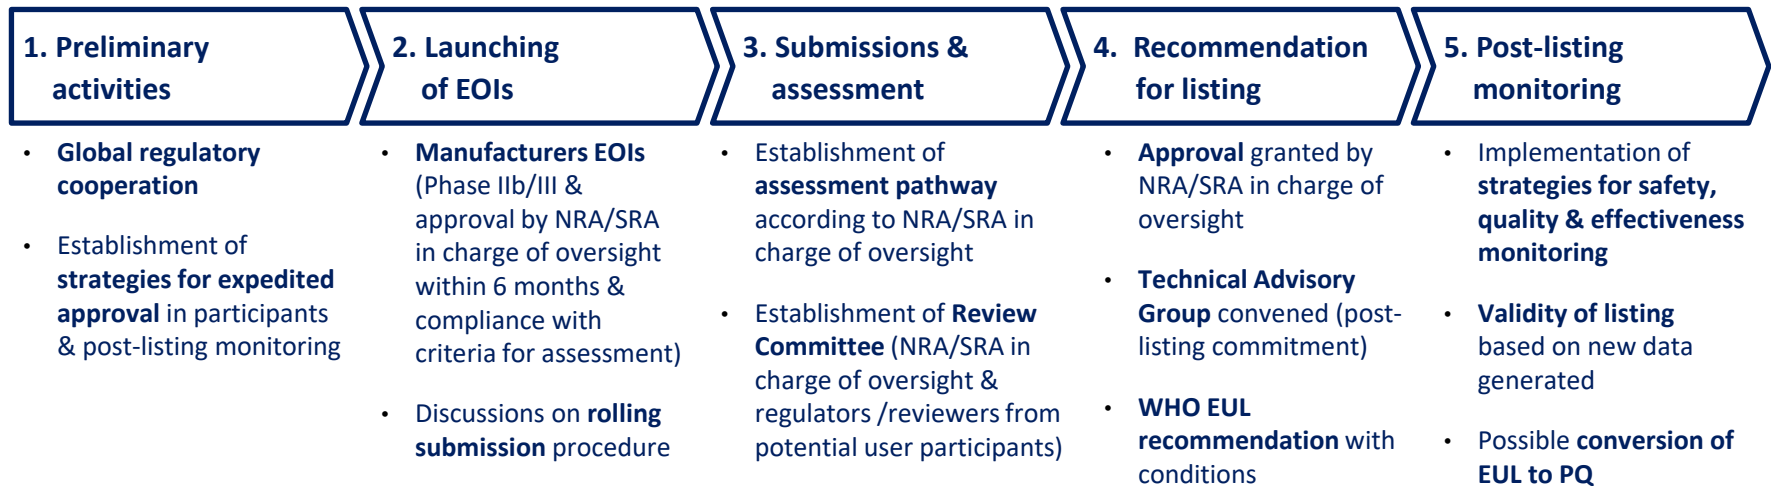 1. Preliminary
activities
2. Launching
of EOIs
3. Submissions &
assessment
4. Recommendation
for listing
5. Post-listing
monitoring
• Global regulatory
cooperation
• Establishment of
strategies for expedited
approval in participants
& post-listing monitoring
• Manufacturers EOIs
(Phase IIb/III &
approval by NRA/SRA
in charge of oversight
within 6 months &
compliance with
criteria for assessment)
• Discussions on rolling
submission procedure
• Establishment of
assessment pathway
according to NRA/SRA in
charge of oversight
• Establishment of Review
Committee (NRA/SRA in
charge of oversight &
regulators /reviewers from
potential user participants)
• Approval granted by
NRA/SRA in charge of
oversight
• Technical Advisory
Group convened (post-
listing commitment)
• WHO EUL
recommendation with
conditions
• Implementation of
strategies for safety,
quality & effectiveness
monitoring
• Validity of listing
based on new data
generated
• Possible conversion of
EUL to PQ